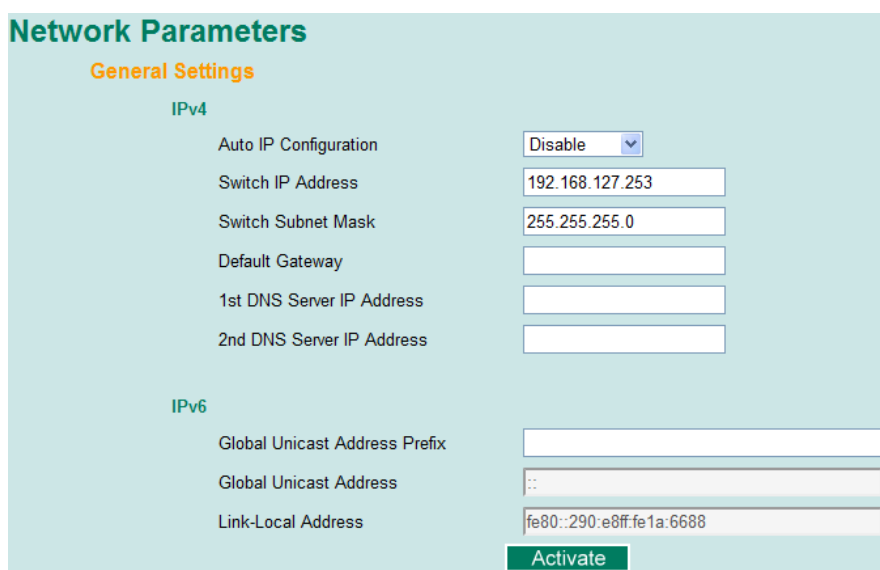 Network Parameters
General Settings
IPv4
Auto IP Configuration Disable
Switch IP Address 192.168.127.253
Switch Subnet Mask 255.255.255.0
Default Gateway
1st DNS Server IP Address
2nd DNS Server IP Address
IPv6
Global Unicast Address Prefix
Global Unicast Address ::
Link-Local Address fe80::290:e8ff:fe1a:6688
Activate